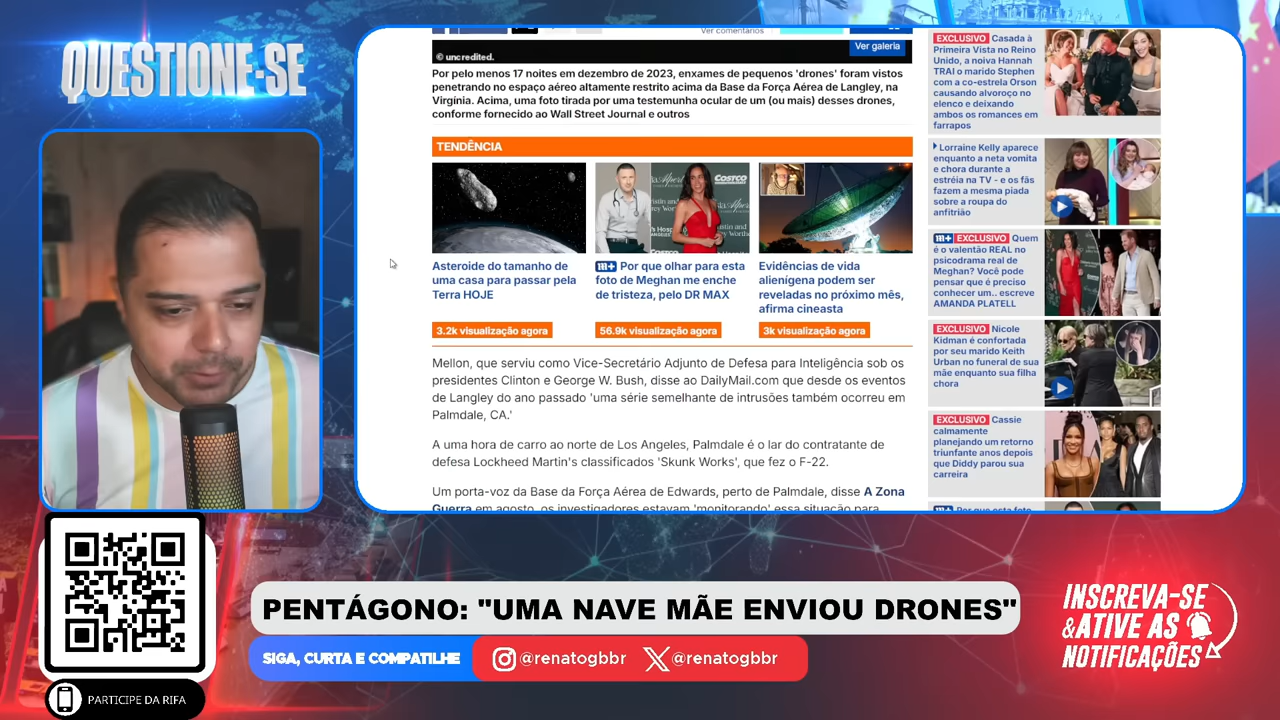 QUESTIONE-SE
Ver comentários
© uncredited.
Ver galeria
Por pelo menos 17 noites em dezembro de 2023, enxames de pequenos 'drones' foram vistos
penetrando no espaço aéreo altamente restrito acima da Base da Força Aérea de Langley, na
Virgínia. Acima, uma foto tirada por uma testemunha ocular de um (ou mais) desses drones,
conforme fornecido ao Wall Street Journal e outros
TENDÊNCIA
Asteroide do tamanho de
uma casa para passar pela
Terra HOJE
3.2k visualização agora
COSTCO
m+ Por que olhar para esta
foto de Meghan me enche
de tristeza, pelo DR MAX
56.9k visualização agora
Evidências de vida
alienígena podem ser
reveladas no próximo mês,
afirma cineasta
3k visualização agora
Mellon, que serviu como Vice-Secretário Adjunto de Defesa para Inteligência sob os
presidentes Clinton e George W. Bush, disse ao DailyMail.com que desde os eventos
de Langley do ano passado 'uma série semelhante de intrusões também ocorreu em
Palmdale, CA.'
A uma hora de carro ao norte de Los Angeles, Palmdale é o lar do contratante de
defesa Lockheed Martin's classificados 'Skunk Works', que fez o F-22.
Um porta-voz da Base da Força Aérea de Edwards, perto de Palmdale, disse A Zona
Guerra em agosto, os investigadores estavam 'monitorando' essa situação para
EXCLUSIVO Casada à
Primeira Vista no Reino
Unido, a noiva Hannah
TRAI o marido Stephen
com a co-estrela Orson
causando alvoroço no
elenco e deixando
ambos os romances em
farrapos
Lorraine Kelly aparece
enquanto a neta vomita
e chora durante a
estréia na TV - e os fãs
fazem a mesma piada
sobre a roupa do
anfitrião
m+ EXCLUSIVO Quem
é o valentão REAL no
psicodrama real de
Meghan? Você pode
pensar que é preciso
conhecer um.. escreve
AMANDA PLATELL
EXCLUSIVO Nicole
Kidman é confortada
por seu marido Keith
Urban no funeral de sua
mãe enquanto sua filha
chora
EXCLUSIVO Cassie
calmamente
planejando um retorno
triunfante anos depois
que Diddy parou sua
carreira
PENTÁGONO: "UMA NAVE MÃE ENVIOU DRONES"
SIGA, CURTA E COMPATILHE
@renatogbbr
@renatogbbr
PARTICIPE DA RIFA
INSCREVA-SE
&ATIVE AS
NOTIFICAÇÕES